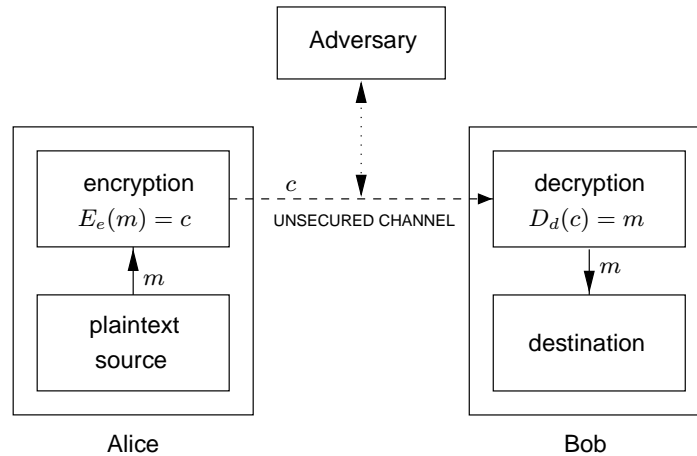 Adversary
encryption
E_e(m) = c
c
UNSECURED CHANNEL
decryption
D_d(c) = m
m
m
plaintext
source
destination
Alice
Bob